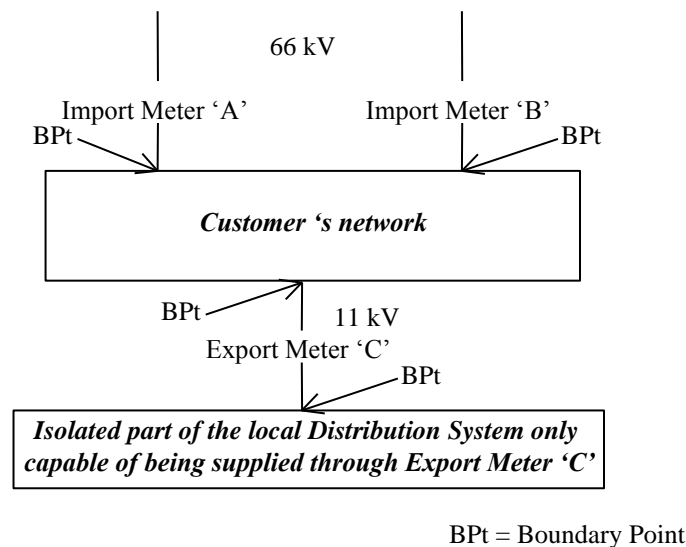 66 kV
Import Meter ‘A’
Import Meter ‘B’
BPt
BPt
Customer ‘s network
BPt
11 kV
Export Meter ‘C’
BPt
Isolated part of the local Distribution System only
capable of being supplied through Export Meter ‘C’
BPt = Boundary Point